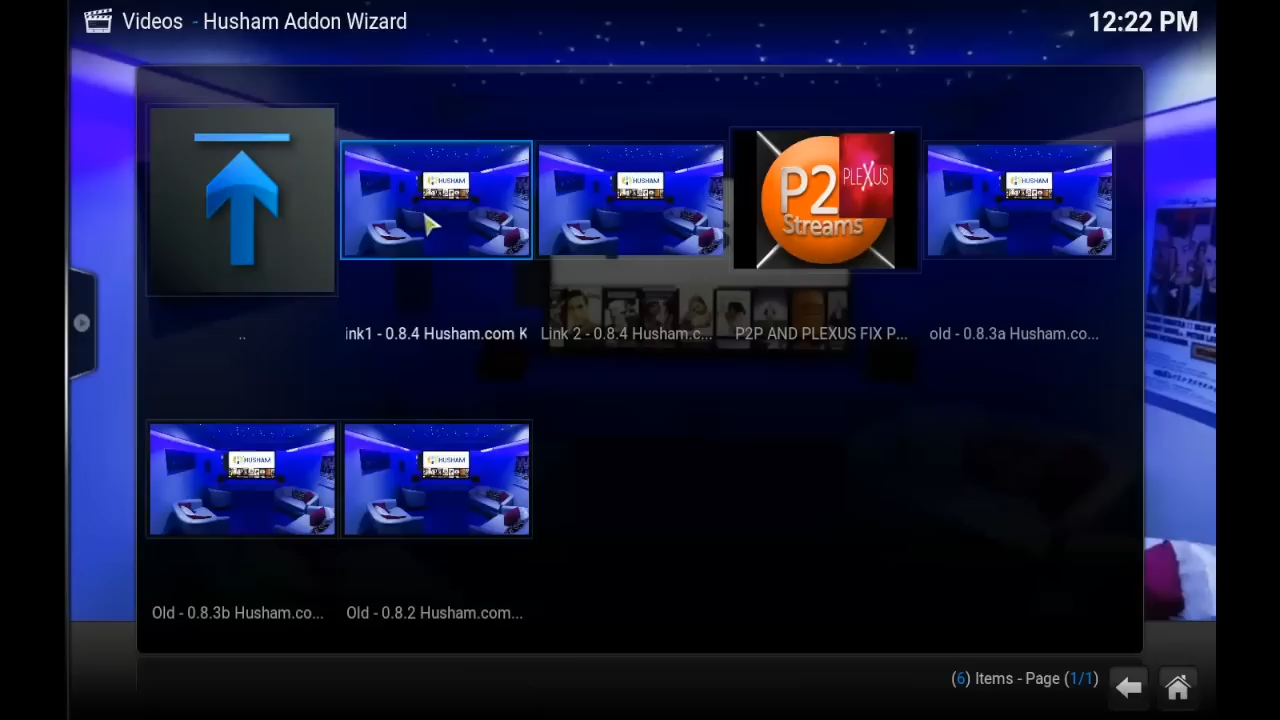 Videos - Husham Addon Wizard
12:22 PM
HUSHAM
HUSHAM
P2
PLEXUS
Streams
HUSHAM
..
ink1 - 0.8.4 Husham.com K
Link 2 - 0.8.4 Husham.c...
P2P AND PLEXUS FIX P...
old - 0.8.3a Husham.co...
HUSHAM
HUSHAM
Old - 0.8.3b Husham.co...
Old - 0.8.2 Husham.com...
(6) Items - Page (1/1)